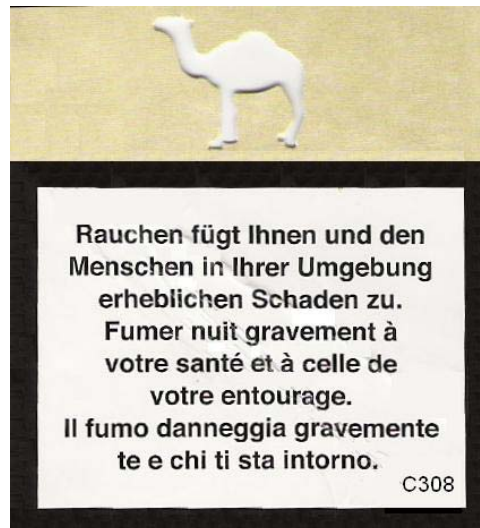 Rauchen fügt Ihnen und den
Menschen in Ihrer Umgebung
erheblichen Schaden zu.
Fumer nuit gravement à
votre santé et à celle de
votre entourage.
Il fumo danneggia gravemente
te e chi ti sta intorno.
C308